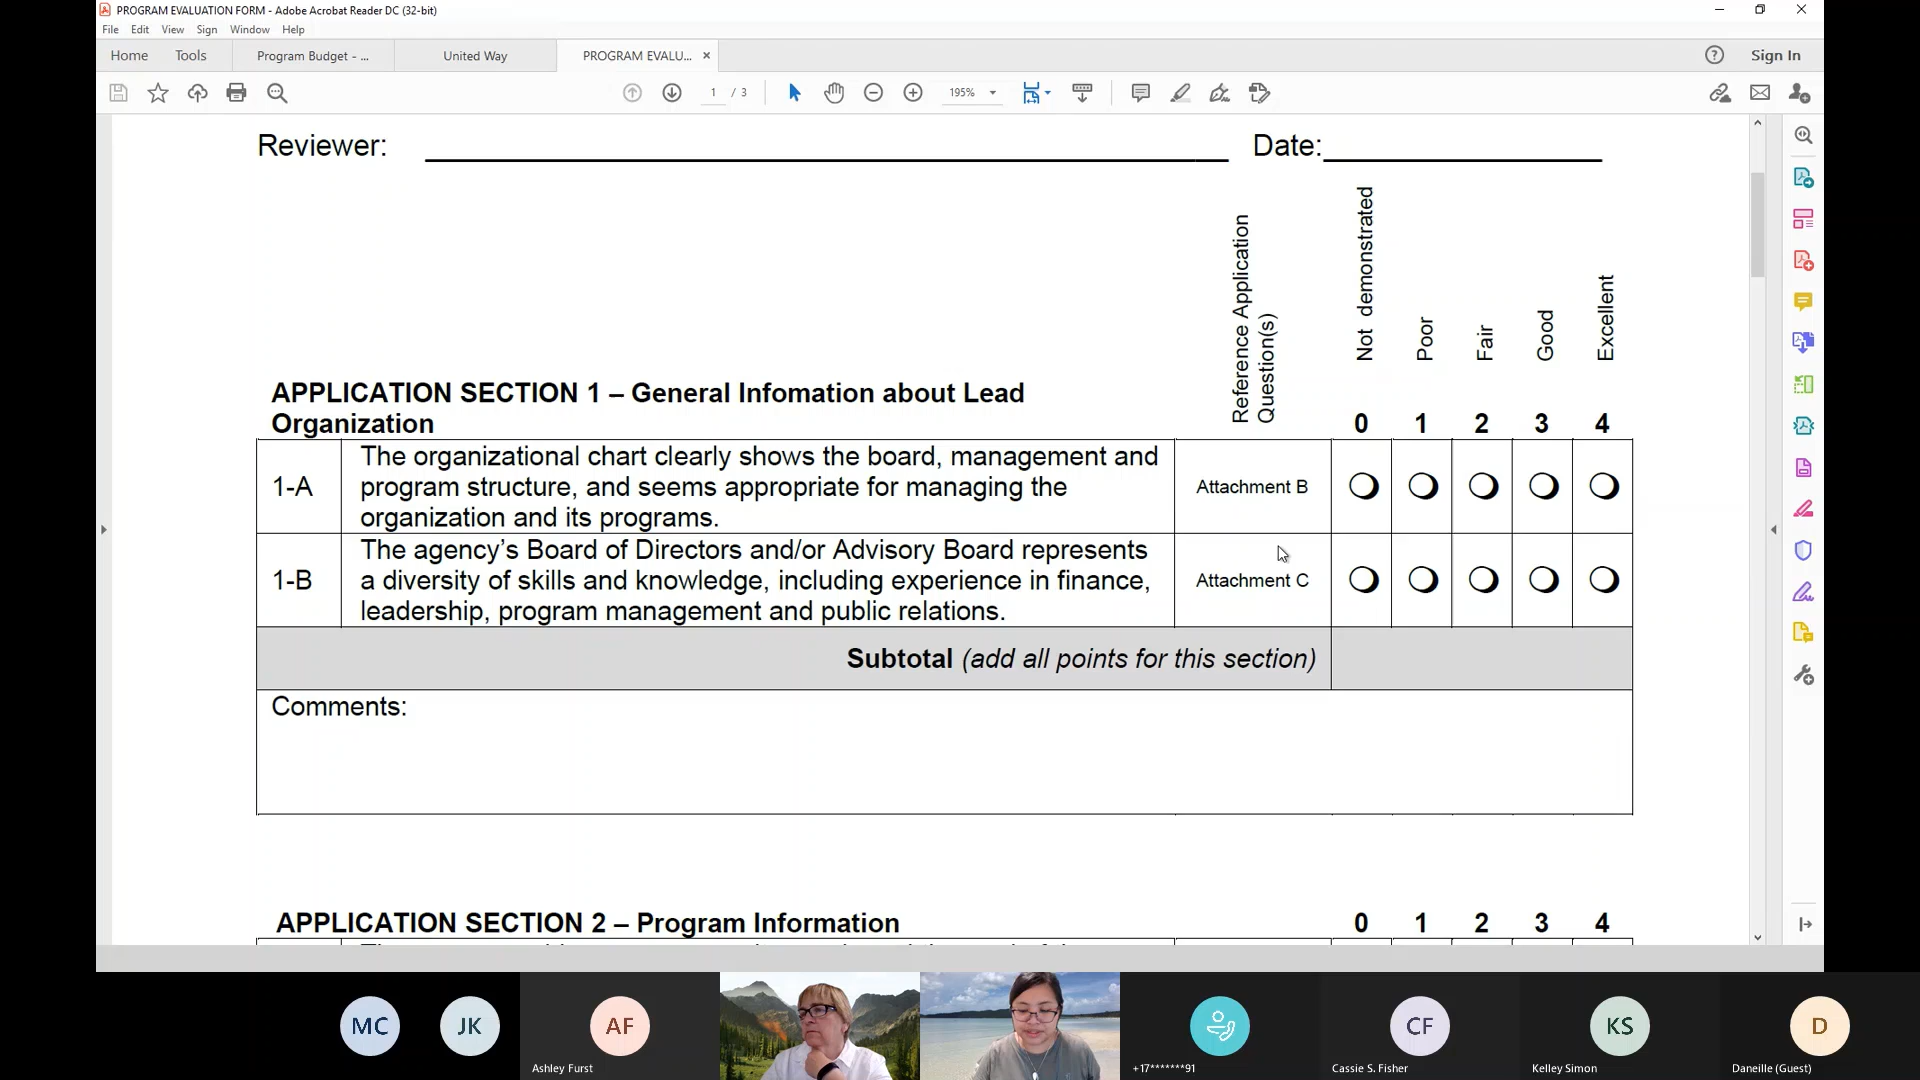 PROGRAM EVALUATION FORM - Adobe Acrobat Reader DC (32-bit)
File Edit View Sign Window Help
Home Tools Program Budget - ... United Way PROGRAM EVALU... × Sign In
1 / 3 195%
Reviewer: Date:
Reference Application
Question(s)
Not demonstrated
Poor
Fair
Good
Excellent
APPLICATION SECTION 1 – General Infomation about Lead
Organization
0 1 2 3 4
1-A
The organizational chart clearly shows the board, management and
program structure, and seems appropriate for managing the
organization and its programs.
Attachment B
1-B
The agency’s Board of Directors and/or Advisory Board represents
a diversity of skills and knowledge, including experience in finance,
leadership, program management and public relations.
Attachment C
Subtotal (add all points for this section)
Comments:
APPLICATION SECTION 2 – Program Information 0 1 2 3 4
MC JK AF CF KS D
Ashley Furst +17*******91 Cassie S. Fisher Kelley Simon Daneille (Guest)